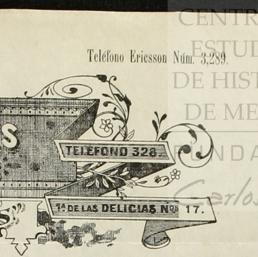 CENTR
ESTUD
DE HIST
DE ME
FUNDA
Carlos
Teléfono Ericsson Núm. 3,289.
S
TELEFONO 328
1ª DE LAS DELICIAS Nº 17.